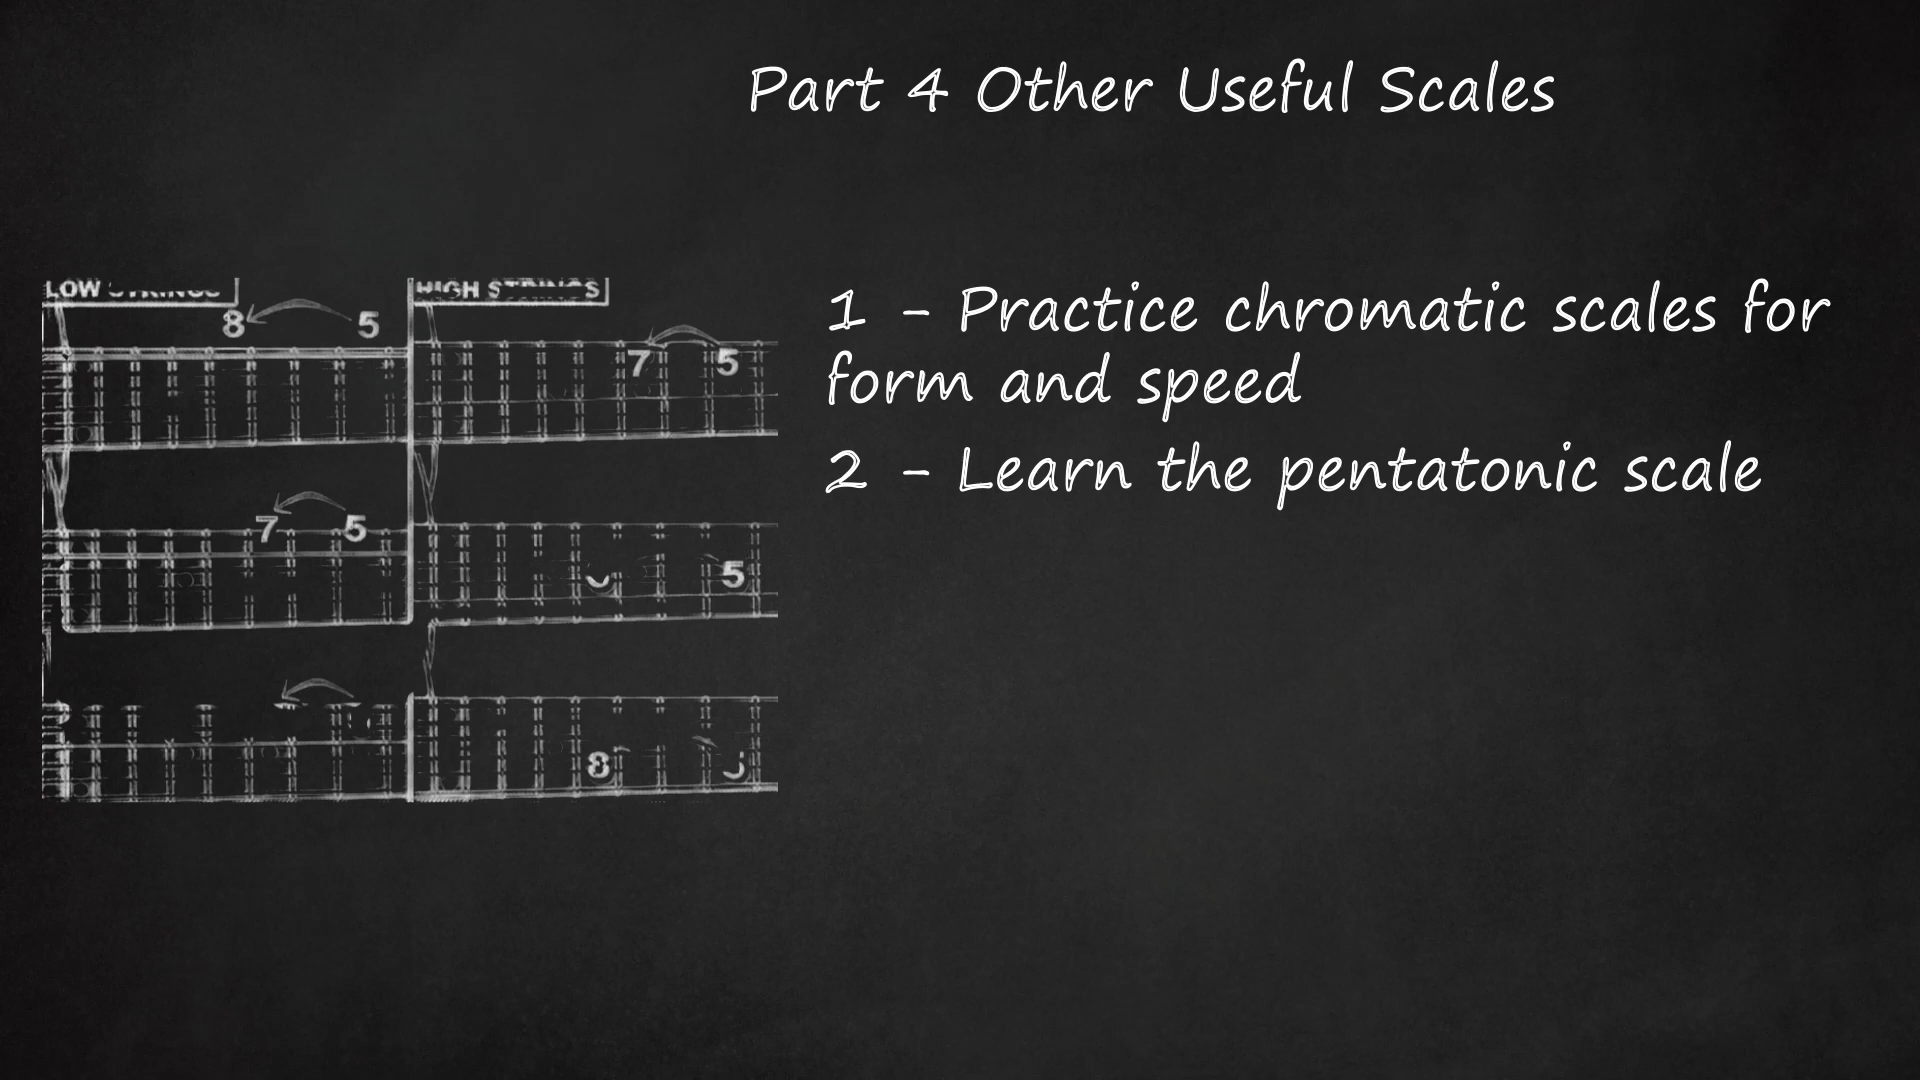 Part 4 Other Useful Scales
LOW
HIGH
8 5
7 5
7 5
5
8
1 - Practice chromatic scales for
form and speed
2 - Learn the pentatonic scale